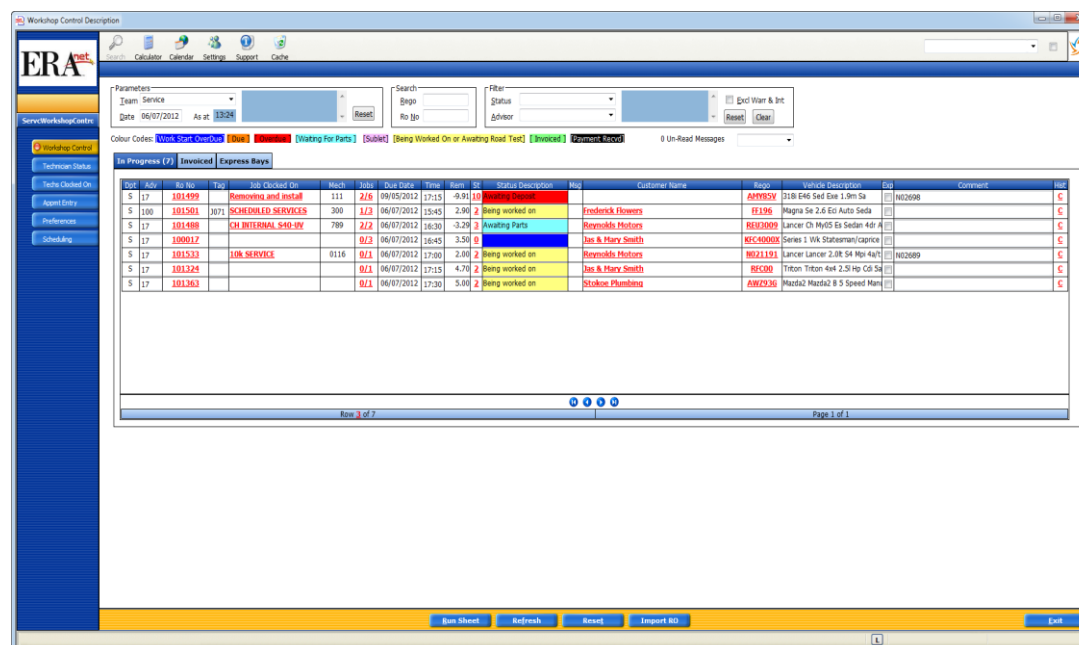 Workshop Control Description
ERAnet
Search Calculator Calendar Settings Support Cache
ServcWorkshopContrc
Workshop Control
Technician Status
Techs Clocked On
Appnt Entry
Preferences
Scheduling
Parameters Search Filter
Team Service Rego Status Excl Warr & Int
Date 06/07/2012 As at 13:24 Reset Ro No Advisor Reset Clear
Colour Codes: [Work Start OverDue] [Due] [Overdue] [Waiting For Parts] [Sublet] [Being Worked On or Awaiting Road Test] [Invoiced] [Payment Recvd] 0 Un-Read Messages
In Progress (7) Invoiced Express Bays
Dpt Adv Ro No Tag Job Clocked On Mech Jobs Due Date Time Rem St Status Description Msg Customer Name Rego Vehicle Description Exp Comment Hst
S 17 101499 Removing and install 111 2/6 09/05/2012 17:15 -9.91 10 Awaiting Deposit AMY85V 318i E46 Sed Exe 1.9m Sa N02698 C
S 100 101501 J071 SCHEDULED SERVICES 300 1/3 06/07/2012 15:45 2.90 2 Being worked on Frederick Flowers FF196 Magna Se 2.6 Eci Auto Seda C
S 17 101488 CH INTERNAL S40-UV 789 2/2 06/07/2012 16:30 -3.29 3 Awaiting Parts Reynolds Motors REU3009 Lancer Ch My05 Es Sedan 4dr A C
S 17 100017 0/3 06/07/2012 16:45 3.50 0 Jas & Mary Smith KFC4000X Series 1 Wk Statesman/caprice C
S 17 101533 10k SERVICE 0116 0/1 06/07/2012 17:00 2.00 2 Being worked on Reynolds Motors N021191 Lancer Lancer 2.0lt S4 Mpi 4a/t N02689 C
S 17 101324 0/1 06/07/2012 17:15 4.70 2 Being worked on Jas & Mary Smith RFC00 Triton Triton 4x4 2.5l Hp Cdi Sa C
S 17 101363 0/1 06/07/2012 17:30 5.00 2 Being worked on Stokoe Plumbing AWZ93G Mazda2 Mazda2 B 5 Speed Manu C
Row 3 of 7 Page 1 of 1
Run Sheet Refresh Reset Import RO Exit
L